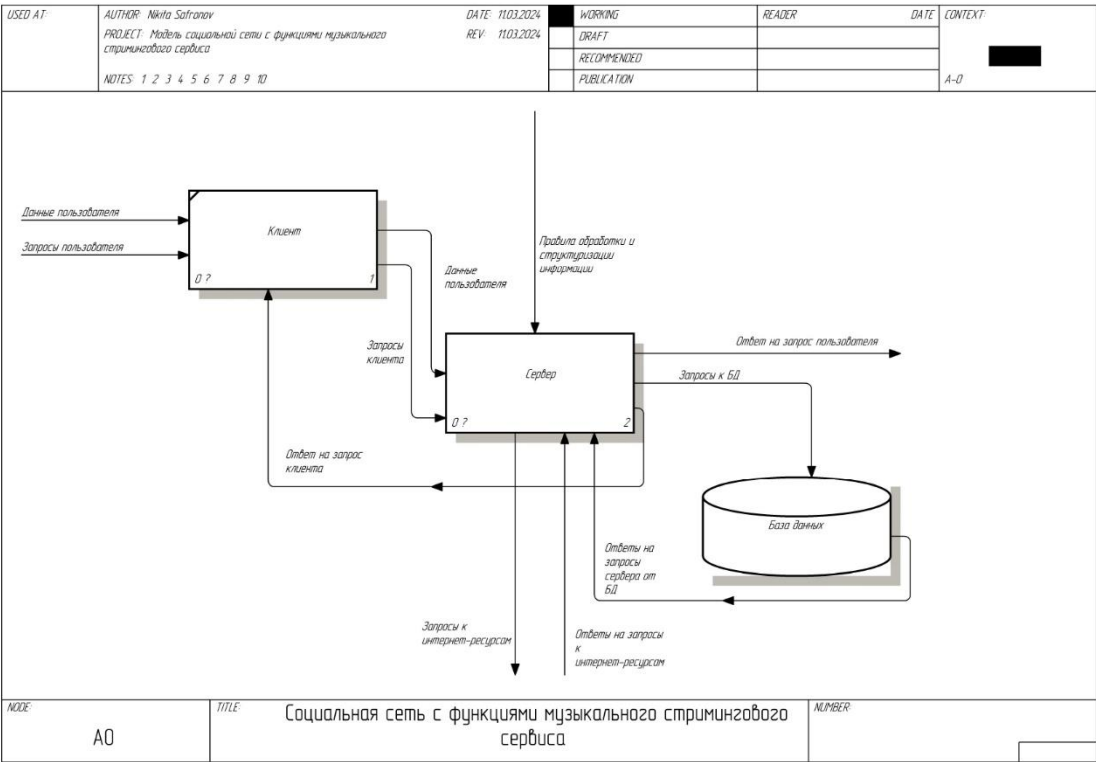 USED AT:
AUTHOR: Nikita Safronov
DATE: 11.03.2024
PROJECT: Модель социальной сети с функциями музыкального
стримингового сервиса
REV: 11.03.2024
NOTES: 1 2 3 4 5 6 7 8 9 10
WORKING
DRAFT
RECOMMENDED
PUBLICATION
READER
DATE
CONTEXT:
A-0
Данные пользователя
Запросы пользователя
Клиент
0 ?
1
Данные
пользователя
Запросы
клиента
Правила обработки и
структуризации
информации
Сервер
0 ?
2
Ответ на запрос пользователя
Запросы к БД
Ответ на запрос
клиента
База данных
Ответы на
запросы
сервера от
БД
Запросы к
интернет-ресурсам
Ответы на запросы
к
интернет-ресурсам
NODE:
A0
TITLE:
Социальная сеть с функциями музыкального стримингового
сервиса
NUMBER: